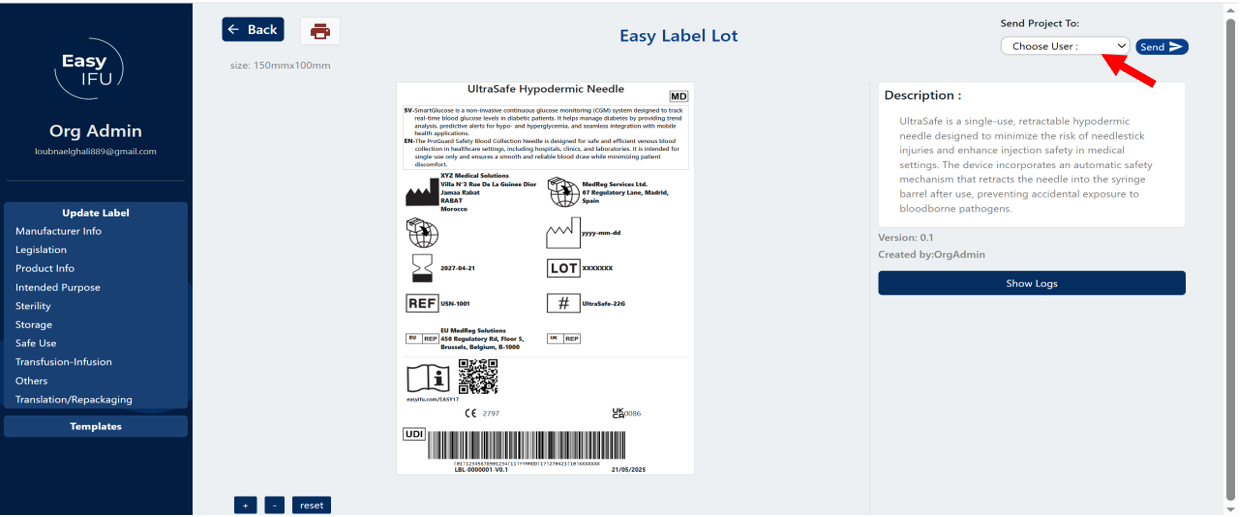 Easy
IFU
Org Admin
loubnaelghali889@gmail.com
Update Label
Manufacturer Info
Legislation
Product Info
Intended Purpose
Sterility
Storage
Safe Use
Transfusion-Infusion
Others
Translation/Repackaging
Templates
← Back
Easy Label Lot
size: 150mmx100mm
Send Project To:
Choose User :
Send
UltraSafe Hypodermic Needle
MD
SV-SmartGlucose is a non-invasive continuous glucose monitoring (CGM) system designed to track
real-time blood glucose levels in diabetic patients. It helps manage diabetes by providing trend
analysis, predictive alerts for hypo- and hyperglycemia, and seamless integration with mobile
health applications.
EN-The ProGuard Safety Blood Collection Needle is designed for safe and efficient venous blood
collection in healthcare settings, including hospitals, clinics, and laboratories. It is intended for
single-use only and ensures a smooth and reliable blood draw while minimizing patient
discomfort.
XYZ Medical Solutions
Villa N°3 Rue De La Guinee Dior
Jamaa Rabat
RABAT
Morocco
MedReg Services Ltd.
67 Regulatory Lane, Madrid,
Spain
yyyy-mm-dd
2027-04-21
LOT XXXXXXX
REF USN-1001
# UltraSafe-22G
EU REP
EU MedReg Solutions
456 Regulatory Rd, Floor 5,
Brussels, Belgium, B-1000
UK REP
i
easyifu.com/EASY17
CE 2797
UK
CA 0086
UDI
(01)12345678901234(11)YYMMDD(17)270421(10)XXXXXXX
LBL-0000001-V0.1
21/05/2025
+
-
reset
Description :
UltraSafe is a single-use, retractable hypodermic
needle designed to minimize the risk of needlestick
injuries and enhance injection safety in medical
settings. The device incorporates an automatic safety
mechanism that retracts the needle into the syringe
barrel after use, preventing accidental exposure to
bloodborne pathogens.
Version: 0.1
Created by:OrgAdmin
Show Logs